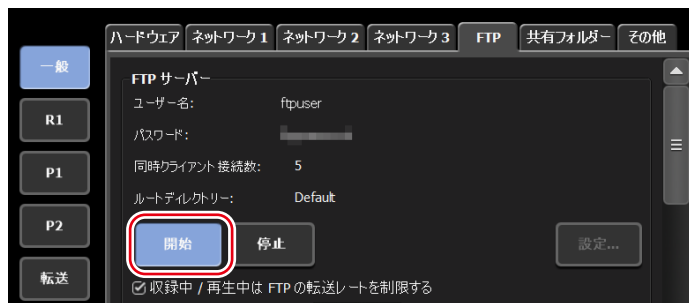 ハードウェア ネットワーク 1 ネットワーク 2 ネットワーク 3 FTP 共有フォルダー その他
一般
R1
P1
P2
転送
FTP サーバー
ユーザー名: ftpuser
パスワード:
同時クライアント接続数: 5
ルートディレクトリー: Default
開始 停止 設定...
収録中 / 再生中は FTP の転送レートを制限する